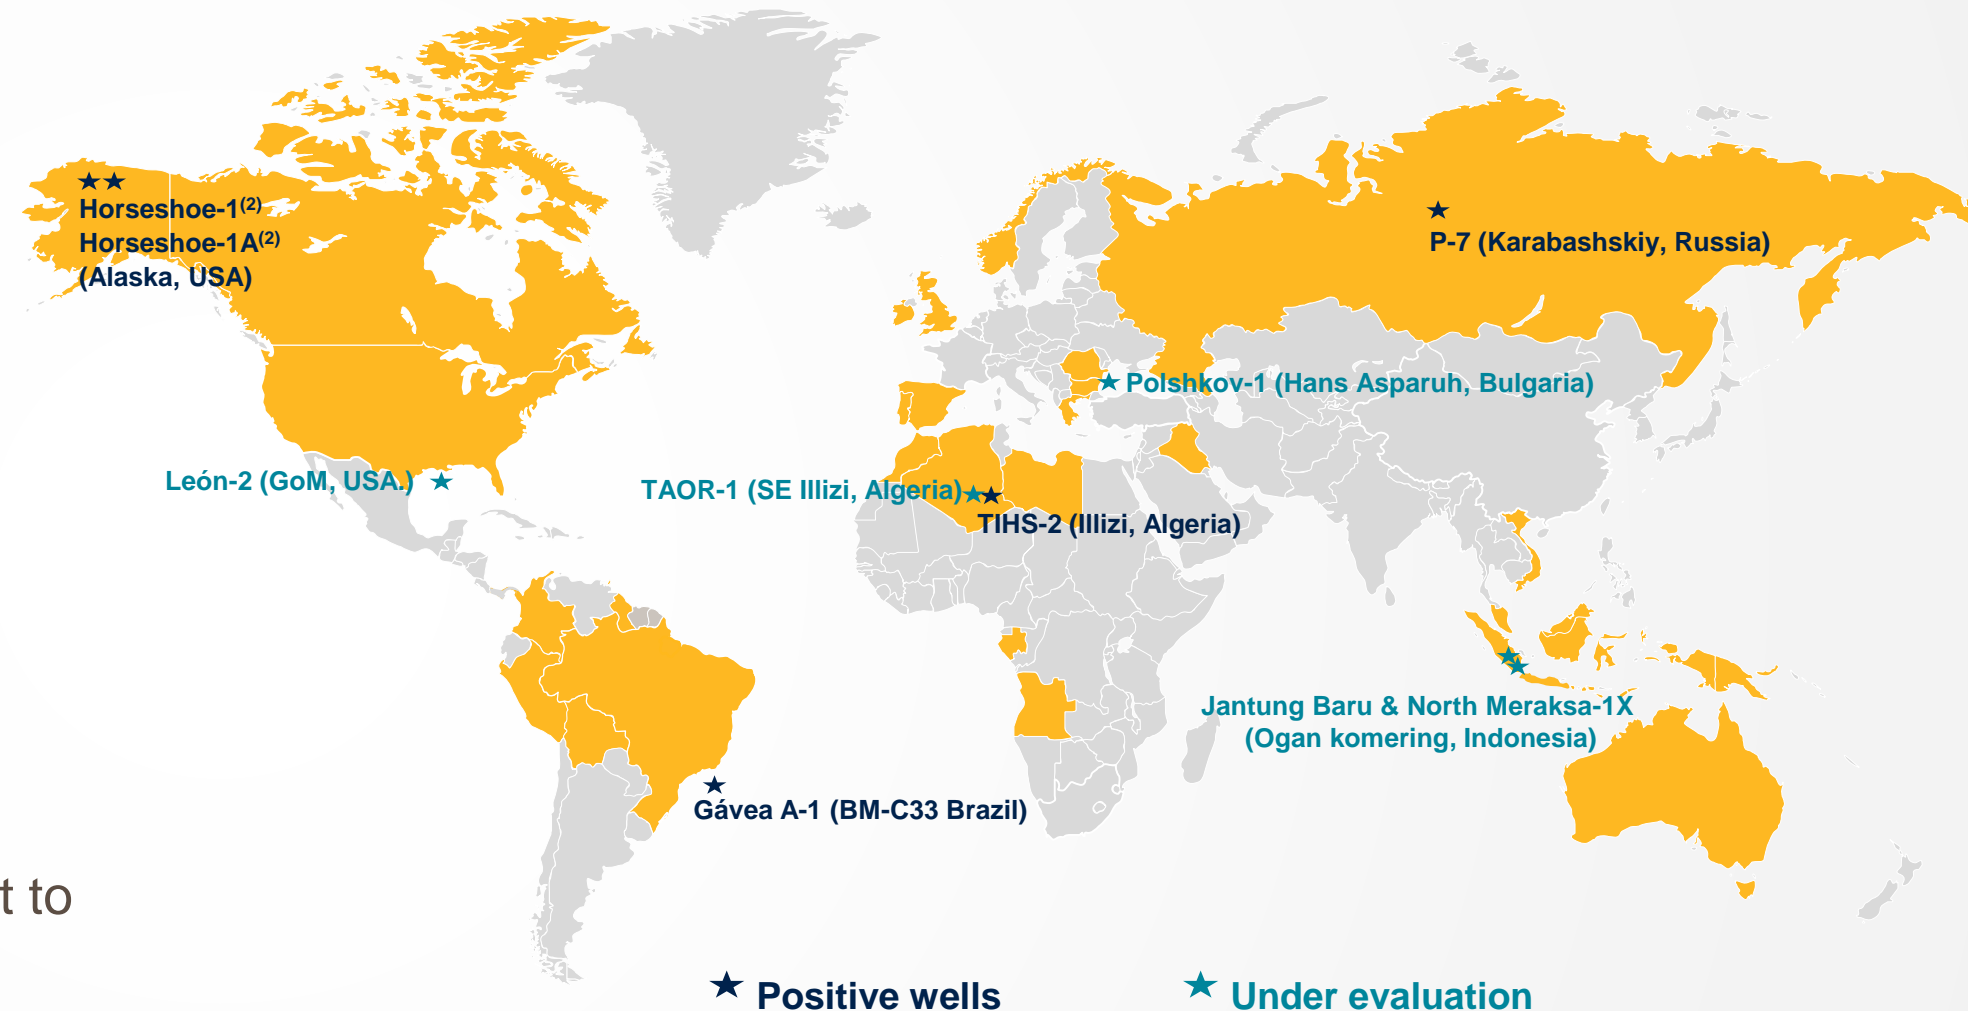 Horseshoe-1(2)
Horseshoe-1A(2)
(Alaska, USA)
P-7 (Karabashskiy, Russia)
Polshkov-1 (Hans Asparuh, Bulgaria)
León-2 (GoM, USA.)
TAOR-1 (SE Illizi, Algeria)
TIHS-2 (Illizi, Algeria)
Jantung Baru & North Meraksa-1X
(Ogan komering, Indonesia)
Gávea A-1 (BM-C33 Brazil)
t to
Positive wells
Under evaluation